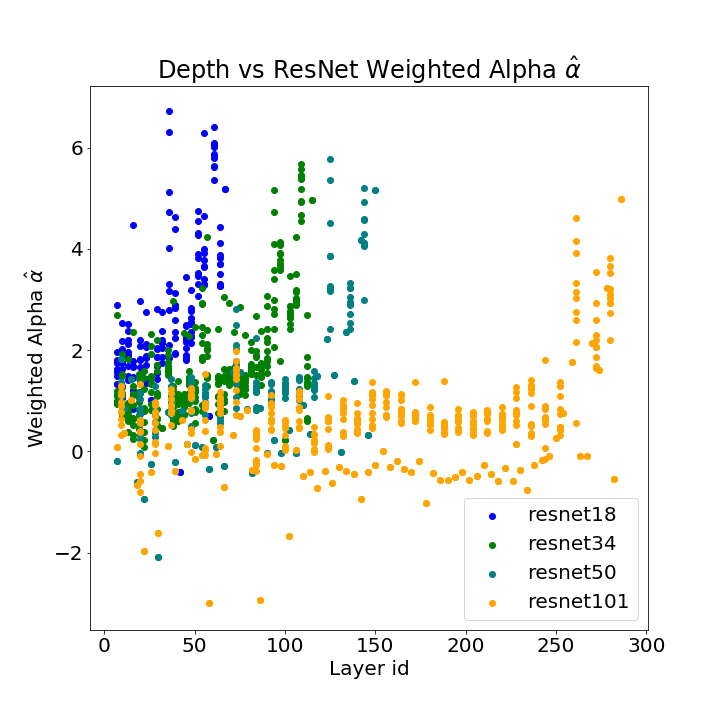 Depth vs ResNet Weighted Alpha α̂
Weighted Alpha α̂
6
4
2
0
−2
0 50 100 150 200 250 300
Layer id
resnet18
resnet34
resnet50
resnet101